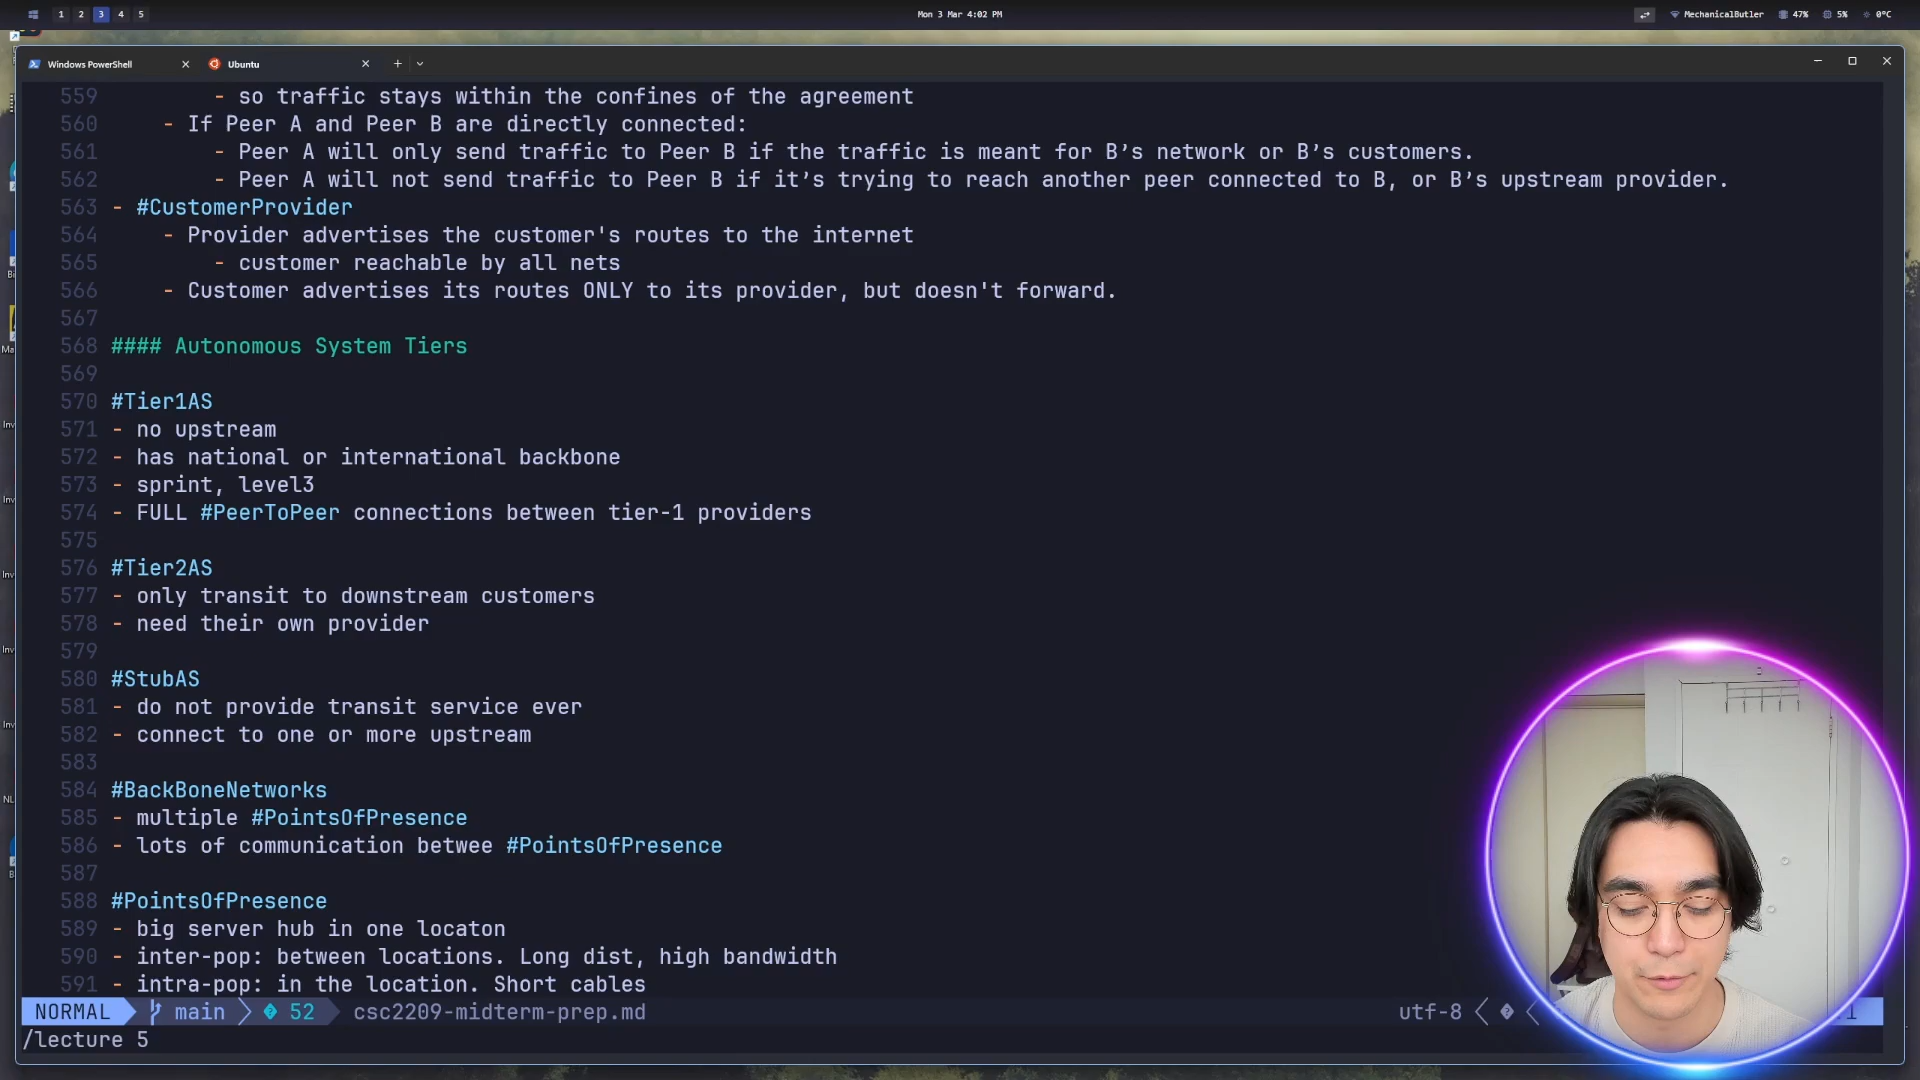 1 2 3 4 5 Mon 3 Mar 4:02 PM MechanicalButler 47% 5% 0°C
Windows PowerShell Ubuntu
559 - so traffic stays within the confines of the agreement
560 - If Peer A and Peer B are directly connected:
561 - Peer A will only send traffic to Peer B if the traffic is meant for B’s network or B’s customers.
562 - Peer A will not send traffic to Peer B if it’s trying to reach another peer connected to B, or B’s upstream provider.
563 - #CustomerProvider
564 - Provider advertises the customer's routes to the internet
565 - customer reachable by all nets
566 - Customer advertises its routes ONLY to its provider, but doesn't forward.
567
568 #### Autonomous System Tiers
569
570 #Tier1AS
571 - no upstream
572 - has national or international backbone
573 - sprint, level3
574 - FULL #PeerToPeer connections between tier-1 providers
575
576 #Tier2AS
577 - only transit to downstream customers
578 - need their own provider
579
580 #StubAS
581 - do not provide transit service ever
582 - connect to one or more upstream
583
584 #BackBoneNetworks
585 - multiple #PointsOfPresence
586 - lots of communication betwee #PointsOfPresence
587
588 #PointsOfPresence
589 - big server hub in one locaton
590 - inter-pop: between locations. Long dist, high bandwidth
591 - intra-pop: in the location. Short cables
NORMAL main 52 csc2209-midterm-prep.md utf-8
/lecture 5